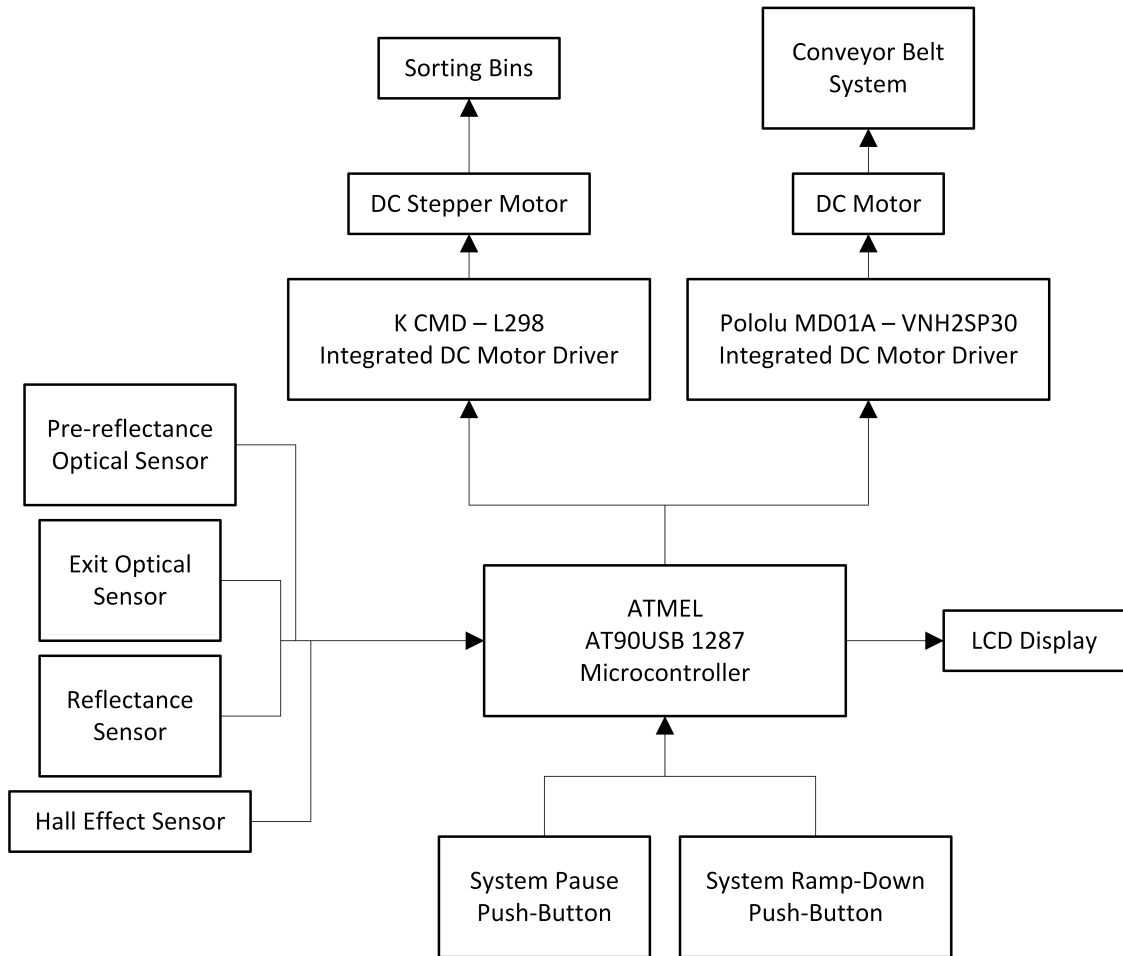 Sorting Bins
Conveyor Belt
System
DC Stepper Motor
DC Motor
K CMD – L298
Integrated DC Motor Driver
Pololu MD01A – VNH2SP30
Integrated DC Motor Driver
Pre-reflectance
Optical Sensor
Exit Optical
Sensor
Reflectance
Sensor
Hall Effect Sensor
ATMEL
AT90USB 1287
Microcontroller
LCD Display
System Pause
Push-Button
System Ramp-Down
Push-Button